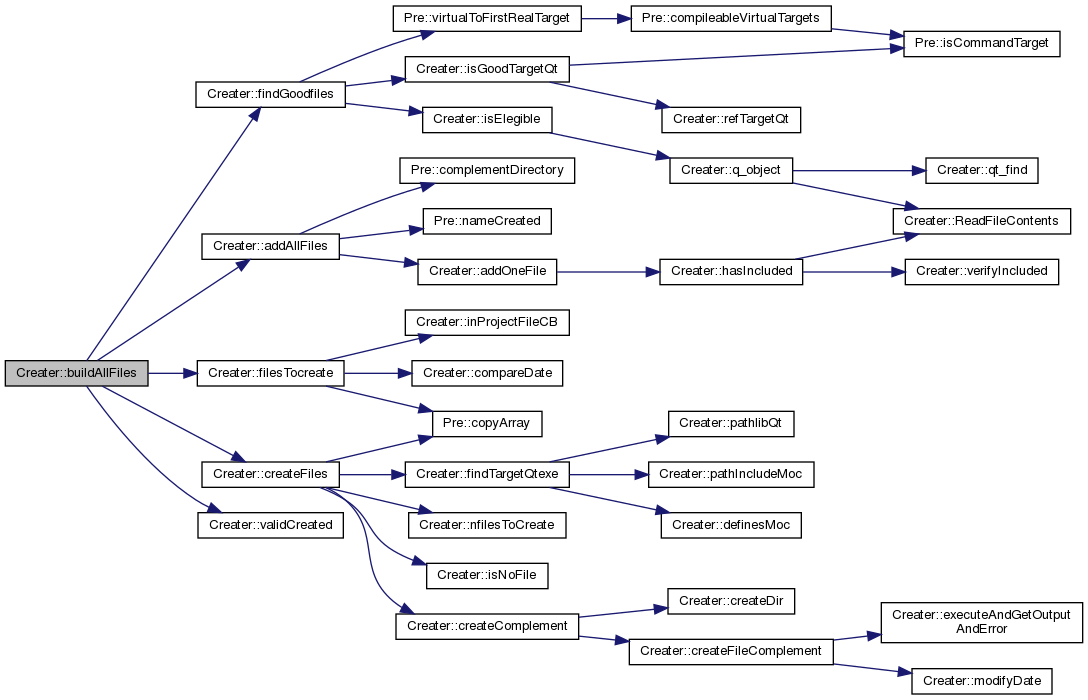 Pre::virtualToFirstRealTarget
Pre::compileableVirtualTargets
Pre::isCommandTarget
Creater::isGoodTargetQt
Creater::findGoodfiles
Creater::isElegible
Creater::refTargetQt
Pre::complementDirectory
Creater::q_object
Creater::qt_find
Pre::nameCreated
Creater::ReadFileContents
Creater::addAllFiles
Creater::addOneFile
Creater::hasIncluded
Creater::verifyIncluded
Creater::inProjectFileCB
Creater::buildAllFiles
Creater::filesTocreate
Creater::compareDate
Pre::copyArray
Creater::pathlibQt
Creater::createFiles
Creater::findTargetQtexe
Creater::pathIncludeMoc
Creater::validCreated
Creater::nfilesToCreate
Creater::definesMoc
Creater::isNoFile
Creater::createDir
Creater::createComplement
Creater::executeAndGetOutput
AndError
Creater::createFileComplement
Creater::modifyDate